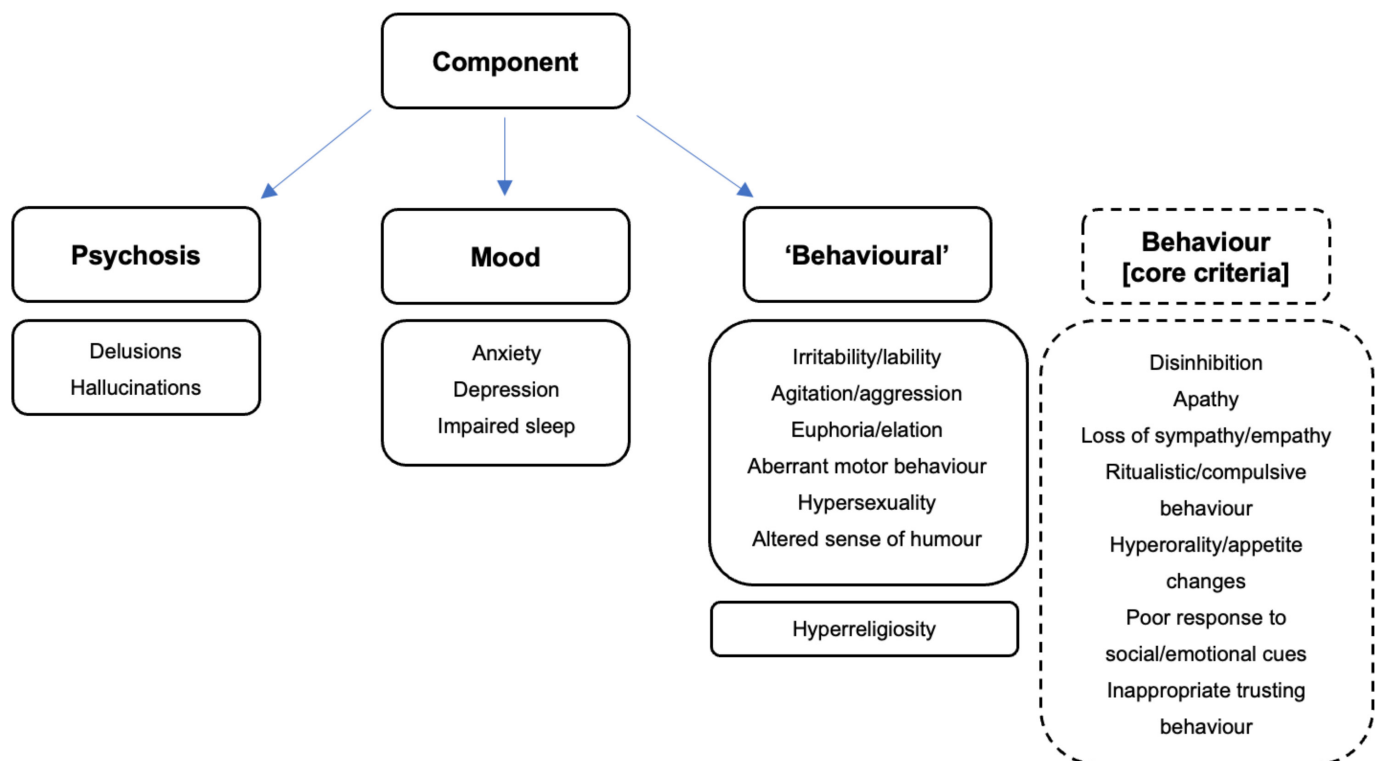 Component
Psychosis
Delusions
Hallucinations
Mood
Anxiety
Depression
Impaired sleep
‘Behavioural’
Irritability/lability
Agitation/aggression
Euphoria/elation
Aberrant motor behaviour
Hypersexuality
Altered sense of humour
Hyperreligiosity
Behaviour
[core criteria]
Disinhibition
Apathy
Loss of sympathy/empathy
Ritualistic/compulsive
behaviour
Hyperorality/appetite
changes
Poor response to
social/emotional cues
Inappropriate trusting
behaviour